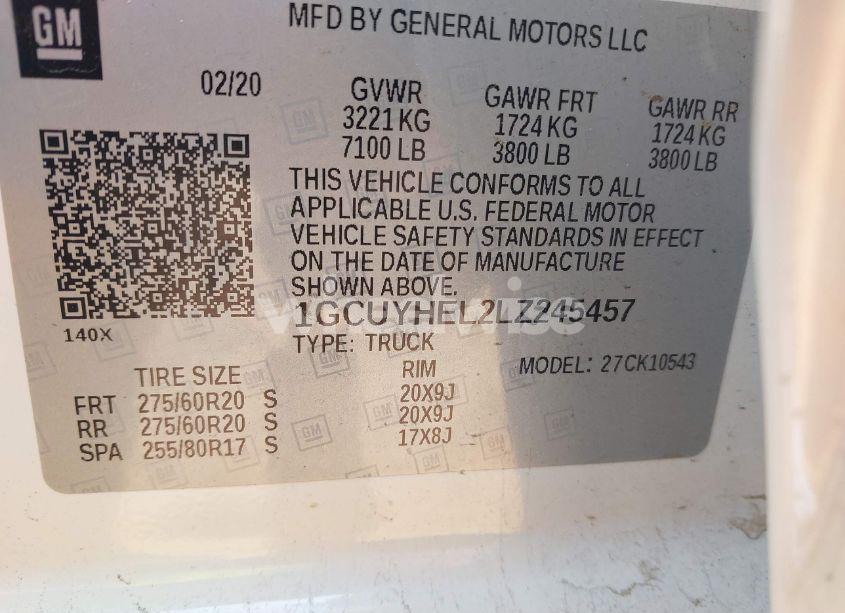 GM
MFD BY GENERAL MOTORS LLC
02/20
GVWR
3221 KG
7100 LB
GAWR FRT
1724 KG
3800 LB
GAWR RR
1724 KG
3800 LB
THIS VEHICLE CONFORMS TO ALL
APPLICABLE U.S. FEDERAL MOTOR
VEHICLE SAFETY STANDARDS IN EFFECT
ON THE DATE OF MANUFACTURE
SHOWN ABOVE.
1GCUYHEL2LZ245457
140X
TYPE: TRUCK
MODEL: 27CK10543
TIRE SIZE
RIM
FRT 275/60R20 S 20X9J
RR 275/60R20 S 20X9J
SPA 255/80R17 S 17X8J